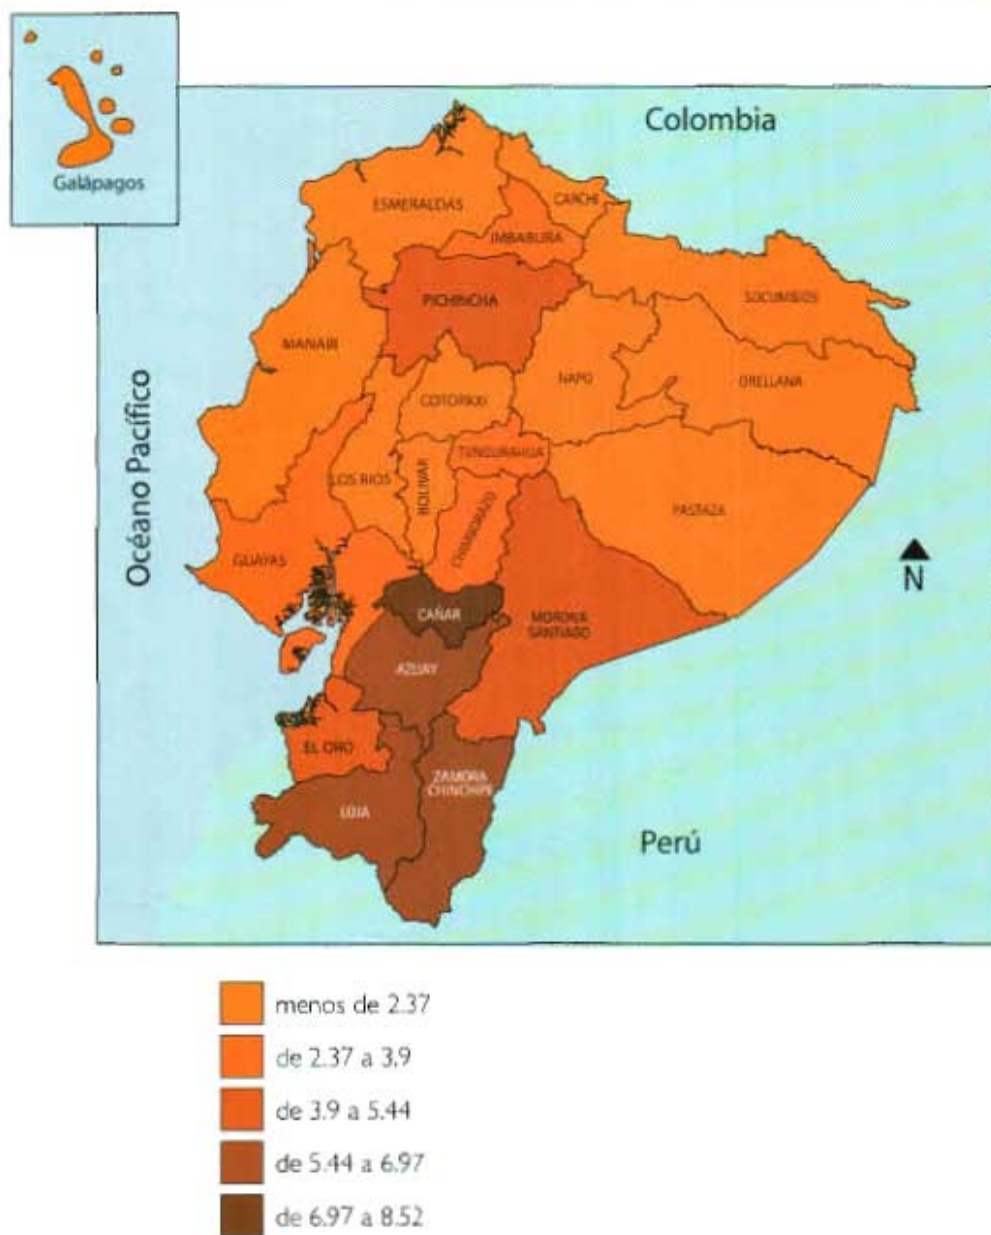 Galápagos
Colombia
ESMERALDAS
CARCHI
IMBABURA
SUCUMBIOS
PICHINCHA
MANABI
NAPO
ORELLANA
COTOPAXI
Océano Pacífico
TUNGURAHUA
LOS RIOS
BOLIVAR
CHIMBORAZO
PASTAZA
GUAYAS
N
CAÑAR
MORONA
SANTIAGO
AZUAY
EL ORO
ZAMORA
CHINCHIPE
LOJA
Perú
menos de 2.37
de 2.37 a 3.9
de 3.9 a 5.44
de 5.44 a 6.97
de 6.97 a 8.52